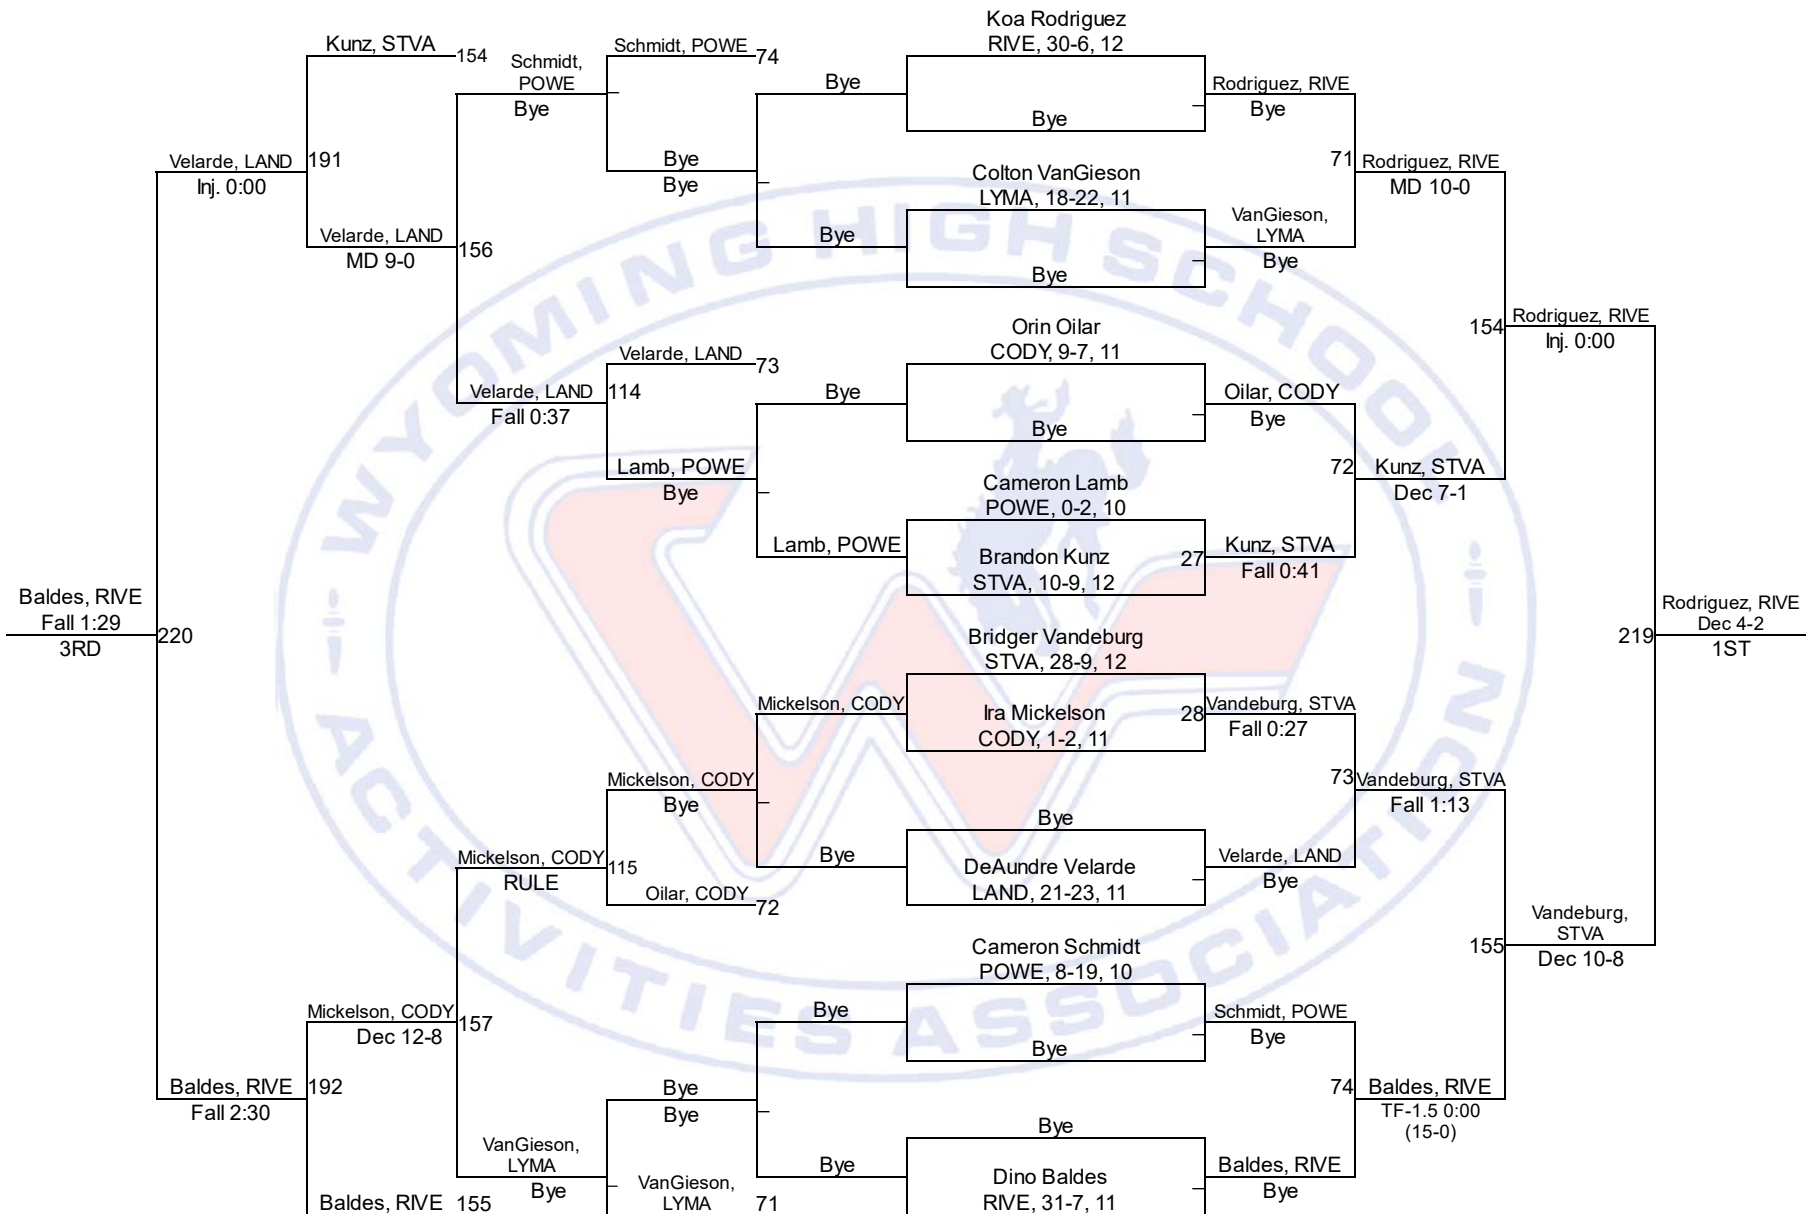 Koa Rodriguez
RIVE, 30-6, 12
Bye
Colton VanGieson
LYMA, 18-22, 11
Bye
Orin Oilar
CODY, 9-7, 11
Bye
Cameron Lamb
POWE, 0-2, 10
Brandon Kunz
STVA, 10-9, 12
27
Bridger Vandeburg
STVA, 28-9, 12
Ira Mickelson
CODY, 1-2, 11
28
Bye
DeAundre Velarde
LAND, 21-23, 11
Cameron Schmidt
POWE, 8-19, 10
Bye
Bye
Dino Baldes
RIVE, 31-7, 11
Rodriguez, RIVE
Bye
VanGieson,
LYMA
Bye
Oilar, CODY
Bye
Kunz, STVA
Fall 0:41
Vandeburg, STVA
Fall 0:27
Velarde, LAND
Bye
Schmidt, POWE
Bye
Baldes, RIVE
Bye
71
Rodriguez, RIVE
MD 10-0
72
Kunz, STVA
Dec 7-1
73
Vandeburg, STVA
Fall 1:13
74
Baldes, RIVE
TF-1.5 0:00
(15-0)
154
Rodriguez, RIVE
Inj. 0:00
155
Vandeburg,
STVA
Dec 10-8
219
Rodriguez, RIVE
Dec 4-2
1ST
Bye
Bye
Bye
Lamb, POWE
Mickelson, CODY
Bye
Bye
Bye
Schmidt, POWE
74
Bye
Bye
Velarde, LAND
73
Lamb, POWE
Bye
Mickelson, CODY
Bye
Oilar, CODY
72
Bye
Bye
VanGieson,
LYMA
71
Schmidt,
POWE
Bye
Velarde, LAND
Fall 0:37
114
Mickelson, CODY
RULE
115
VanGieson,
LYMA
Bye
Kunz, STVA
154
Velarde, LAND
MD 9-0
156
Mickelson, CODY
Dec 12-8
157
Baldes, RIVE
155
Velarde, LAND
Inj. 0:00
191
Baldes, RIVE
Fall 2:30
192
Baldes, RIVE
Fall 1:29
3RD
220
WYOMING HIGH SCHOOL
ACTIVITIES ASSOCIATION